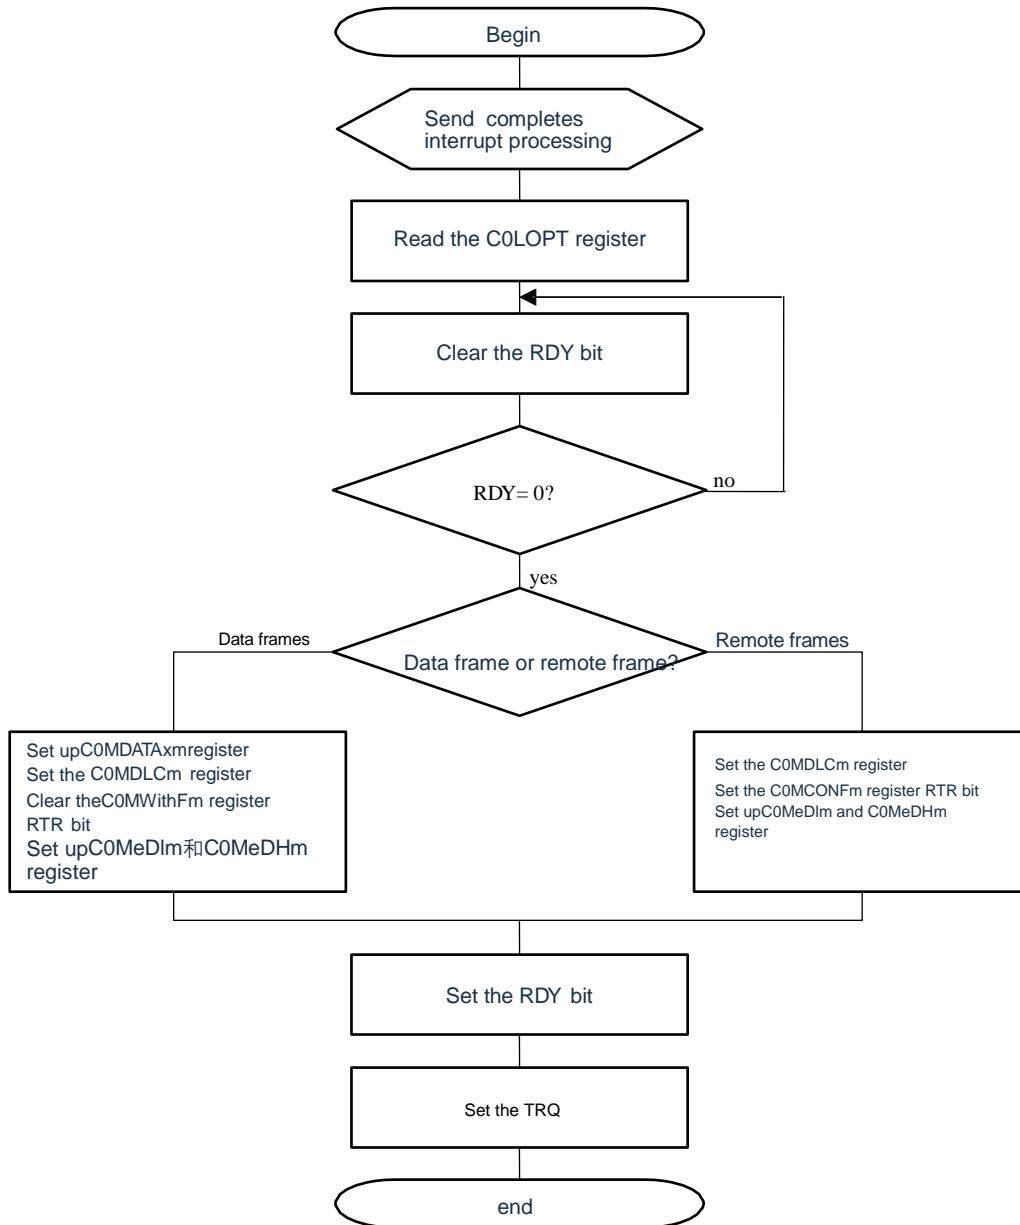 Begin
Send completes
interrupt processing
Read the C0LOPT register
Clear the RDY bit
RDY= 0?
no
yes
Data frames
Remote frames
Data frame or remote frame?
Set upC0MDATAxmregister
Set the C0MDLCm register
Clear theC0MWithFm register
RTR bit
Set upC0MeDlm和C0MeDHm
register
Set the C0MDLCm register
Set the C0MCONFm register RTR bit
Set upC0MeDlm and C0MeDHm
register
Set the RDY bit
Set the TRQ
end